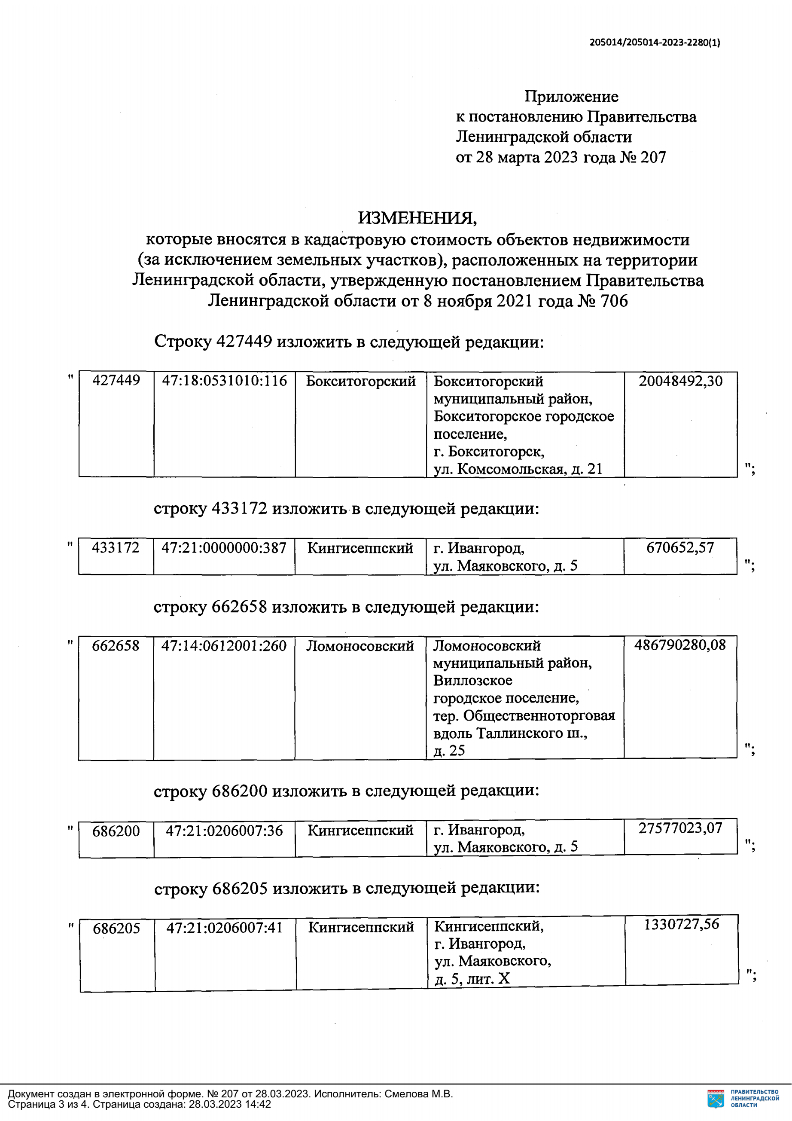 205014/205014-2023-2280(1)
Приложение
к постановлению Правительства
Ленинградской области
от 28 марта 2023 года № 207
ИЗМЕНЕНИЯ,
которые вносятся в кадастровую стоимость объектов недвижимости
(за исключением земельных участков), расположенных на территории
Ленинградской области, утвержденную постановлением Правительства
Ленинградской области от 8 ноября 2021 года № 706
Строку 427449 изложить в следующей редакции:
" 427449 47:18:0531010:116 Бокситогорский Бокситогорский 20048492,30
муниципальный район,
Бокситогорское городское
поселение,
г. Бокситогорск,
ул. Комсомольская, д. 21 ";
строку 433172 изложить в следующей редакции:
" 433172 47:21:0000000:387 Кингисеппский г. Ивангород, 670652,57
ул. Маяковского, д. 5 ";
строку 662658 изложить в следующей редакции:
" 662658 47:14:0612001:260 Ломоносовский Ломоносовский 486790280,08
муниципальный район,
Виллозское
городское поселение,
тер. Общественноторговая
вдоль Таллинского ш.,
д. 25 ";
строку 686200 изложить в следующей редакции:
" 686200 47:21:0206007:36 Кингисеппский г. Ивангород, 27577023,07
ул. Маяковского, д. 5 ";
строку 686205 изложить в следующей редакции:
" 686205 47:21:0206007:41 Кингисеппский Кингисеппский, 1330727,56
г. Ивангород,
ул. Маяковского,
д. 5, лит. Х ";
Документ создан в электронной форме. № 207 от 28.03.2023. Исполнитель: Смелова М.В.
Страница 3 из 4. Страница создана: 28.03.2023 14:42
ПРАВИТЕЛЬСТВО
ЛЕНИНГРАДСКОЙ
ОБЛАСТИ